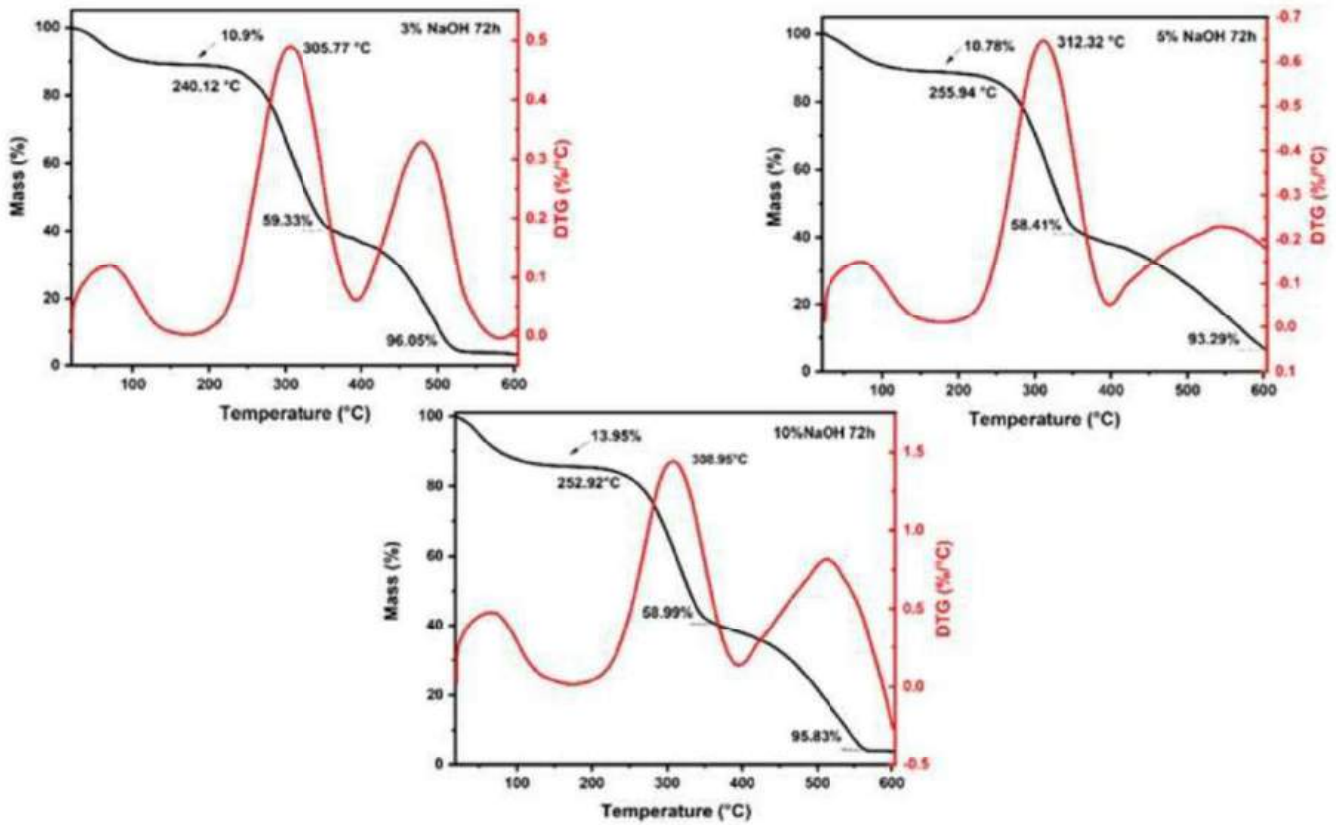 3% NaOH 72h
10.9%
305.77 °C
240.12 °C
59.33%
96.05%
100
80
60
40
20
0
Mass (%)
0.5
0.4
0.3
0.2
0.1
0.0
DTG (%/°C)
100 200 300 400 500 600
Temperature (°C)
5% NaOH 72h
10.78%
312.32 °C
255.94 °C
58.41%
93.29%
100
80
60
40
20
0
Mass (%)
-0.7
-0.6
-0.5
-0.4
-0.3
-0.2
-0.1
0.0
0.1
DTG (%/°C)
0 100 200 300 400 500 600
Temperature (°C)
10%NaOH 72h
13.95%
308.95°C
252.92°C
58.99%
95.83%
100
80
60
40
20
0
Mass (%)
1.5
1.0
0.5
0.0
-0.5
DTG (%/°C)
100 200 300 400 500 600
Temperature (°C)